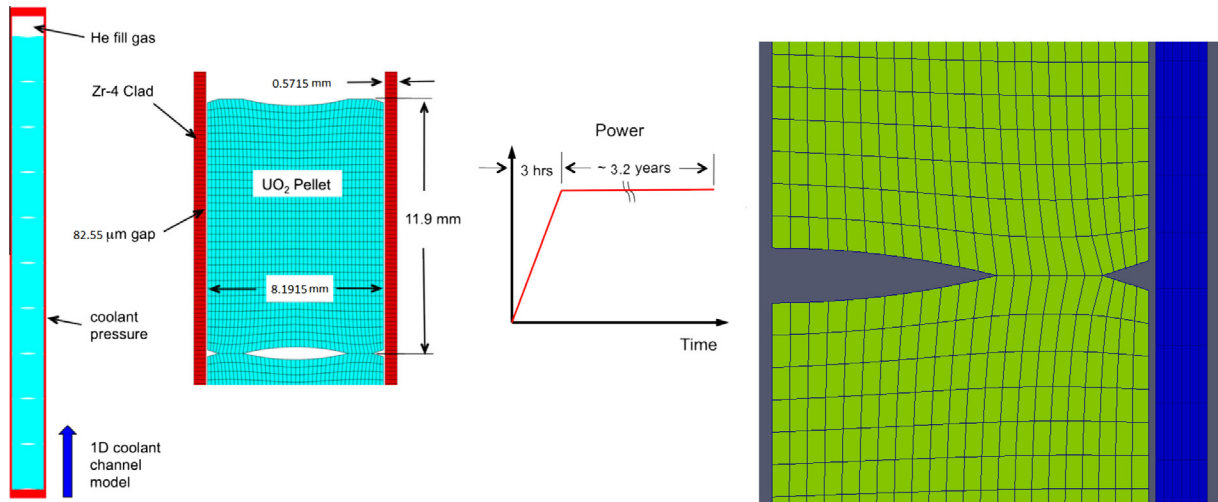 He fill gas
Zr-4 Clad
coolant
pressure
1D coolant
channel
model
0.5715 mm
UO₂ Pellet
82.55 μm gap
11.9 mm
8.1915 mm
Power
3 hrs
~ 3.2 years
Time